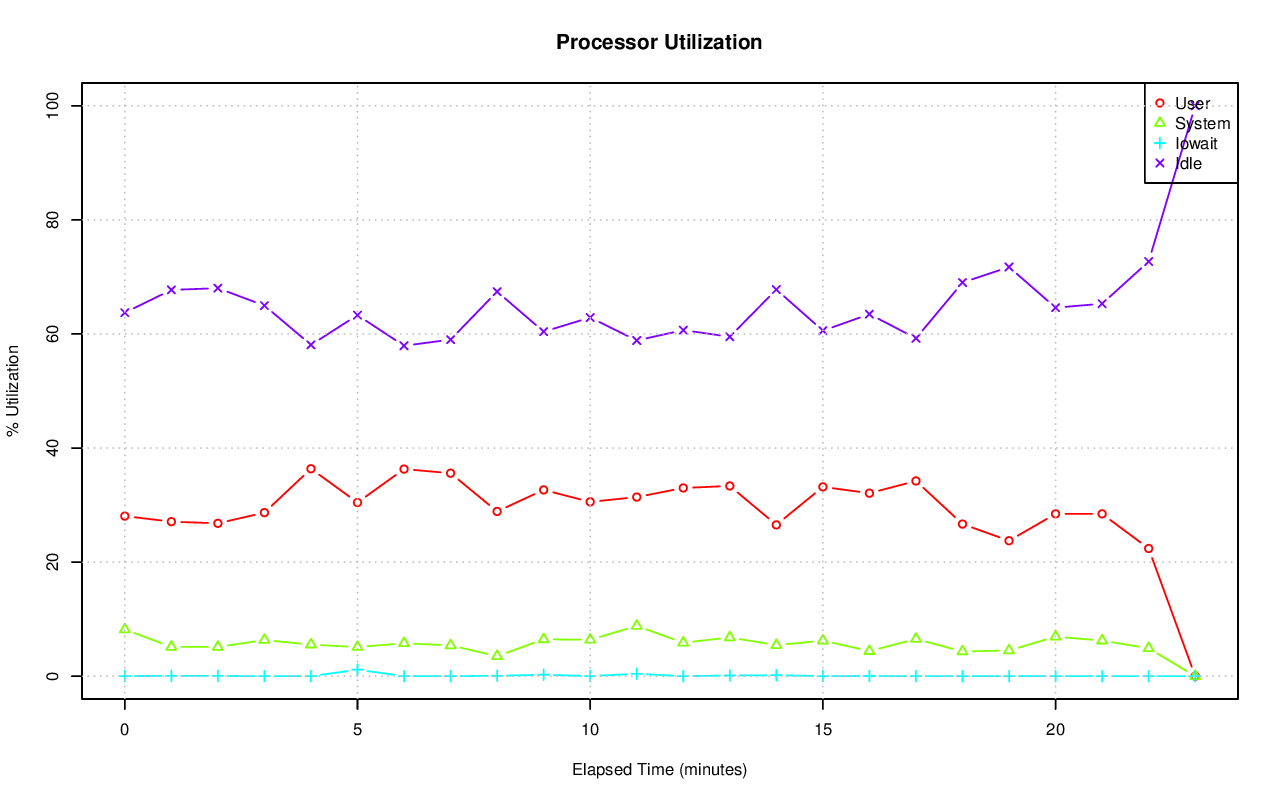 Processor Utilization
User
System
Iowait
Idle
100
80
60
40
20
0
% Utilization
0 5 10 15 20
Elapsed Time (minutes)